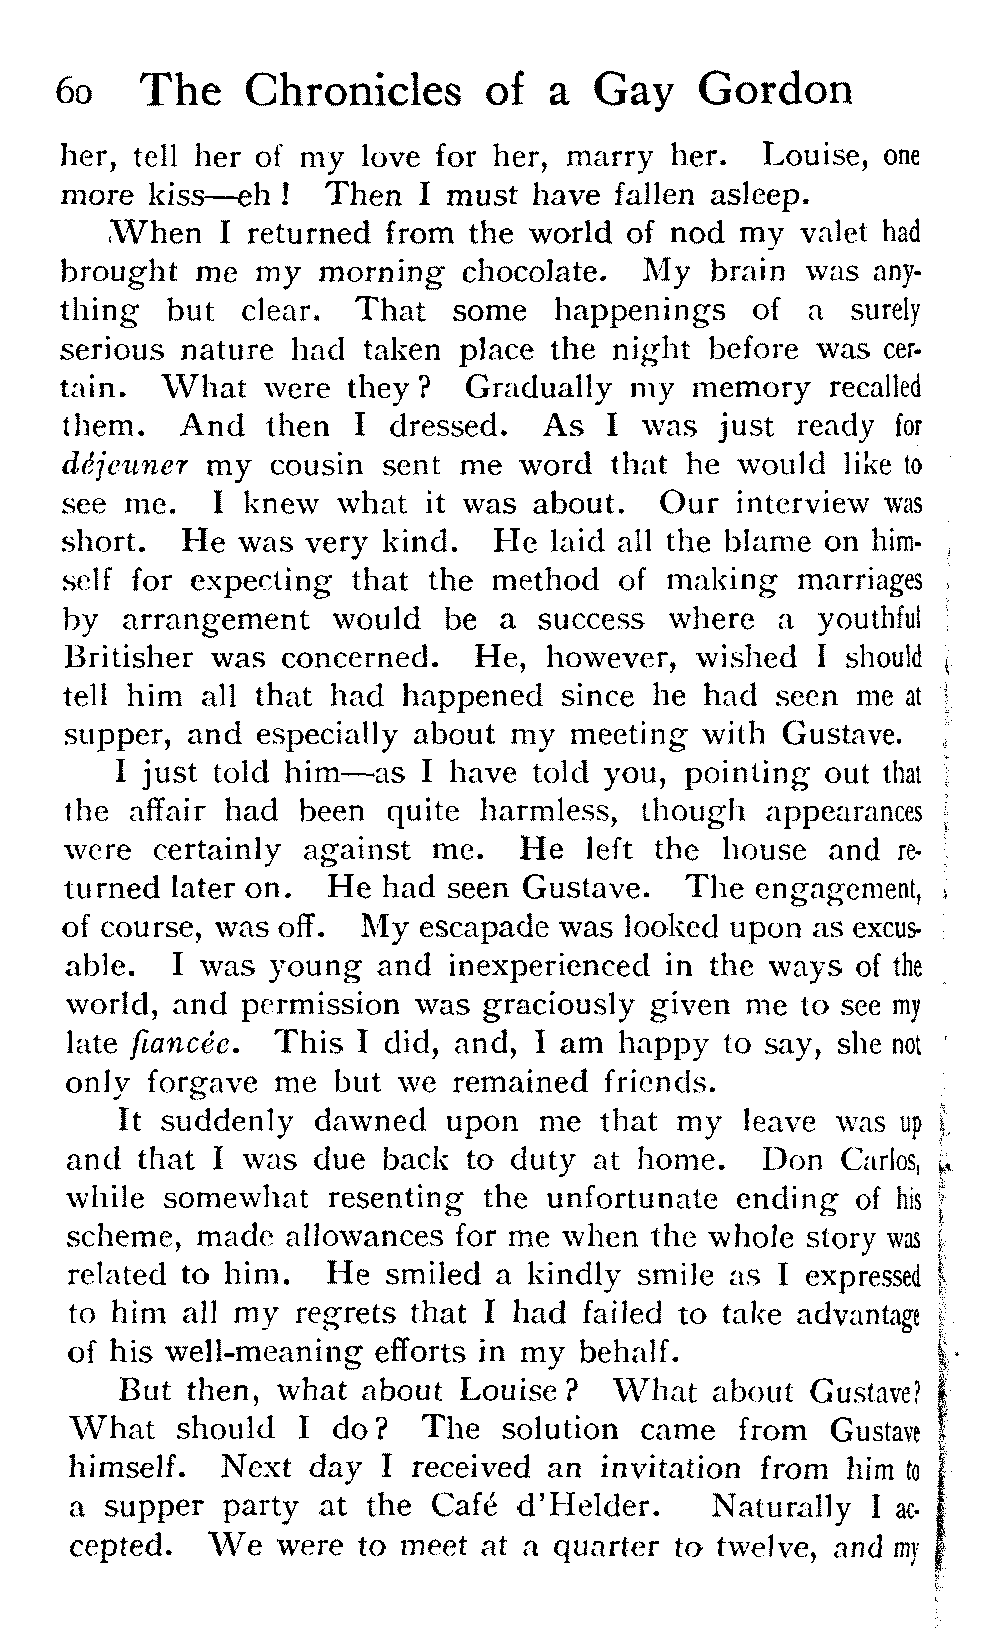 60 The Chronicles of a Gay Gordon
her, tell her of my love for her, marry her. Louise, one
more kiss—eh! Then I must have fallen asleep.
When I returned from the world of nod my valet had
brought me my morning chocolate. My brain was any-
thing but clear. That some happenings of a surely
serious nature had taken place the night before was cer-
tain. What were they? Gradually my memory recalled
them. And then I dressed. As I was just ready for
déjeuner my cousin sent me word that he would like to
see me. I knew what it was about. Our interview was
short. He was very kind. He laid all the blame on him-
self for expecting that the method of making marriages
by arrangement would be a success where a youthful
Britisher was concerned. He, however, wished I should
tell him all that had happened since he had seen me at
supper, and especially about my meeting with Gustave.
I just told him—as I have told you, pointing out that
the affair had been quite harmless, though appearances
were certainly against me. He left the house and re-
turned later on. He had seen Gustave. The engagement,
of course, was off. My escapade was looked upon as excus-
able. I was young and inexperienced in the ways of the
world, and permission was graciously given me to see my
late fiancée. This I did, and, I am happy to say, she not
only forgave me but we remained friends.
It suddenly dawned upon me that my leave was up
and that I was due back to duty at home. Don Carlos,
while somewhat resenting the unfortunate ending of his
scheme, made allowances for me when the whole story was
related to him. He smiled a kindly smile as I expressed
to him all my regrets that I had failed to take advantage
of his well-meaning efforts in my behalf.
But then, what about Louise? What about Gustave?
What should I do? The solution came from Gustave
himself. Next day I received an invitation from him to
a supper party at the Café d'Helder. Naturally I ac-
cepted. We were to meet at a quarter to twelve, and my